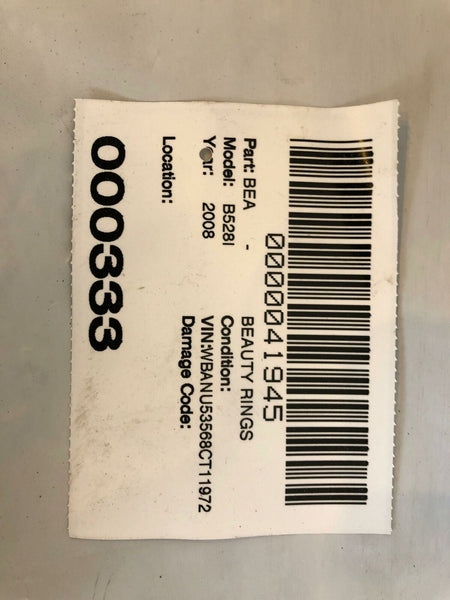 0000041945
Part: BEA - BEAUTY RINGS
Model: B528I Condition:
Year: 2008 VIN:WBANU53568CT11972
Damage Code:
Location:
000333